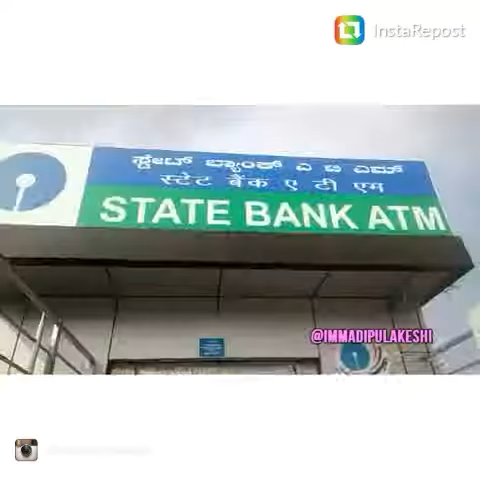 InstaRepost
ಸ್ಟೇಟ್ ಬ್ಯಾಂಕ್ ಎ ಟಿ ಎಮ್
स्टेट बैंक ए टी एम
STATE BANK ATM
@IMMADIPULAKESHI